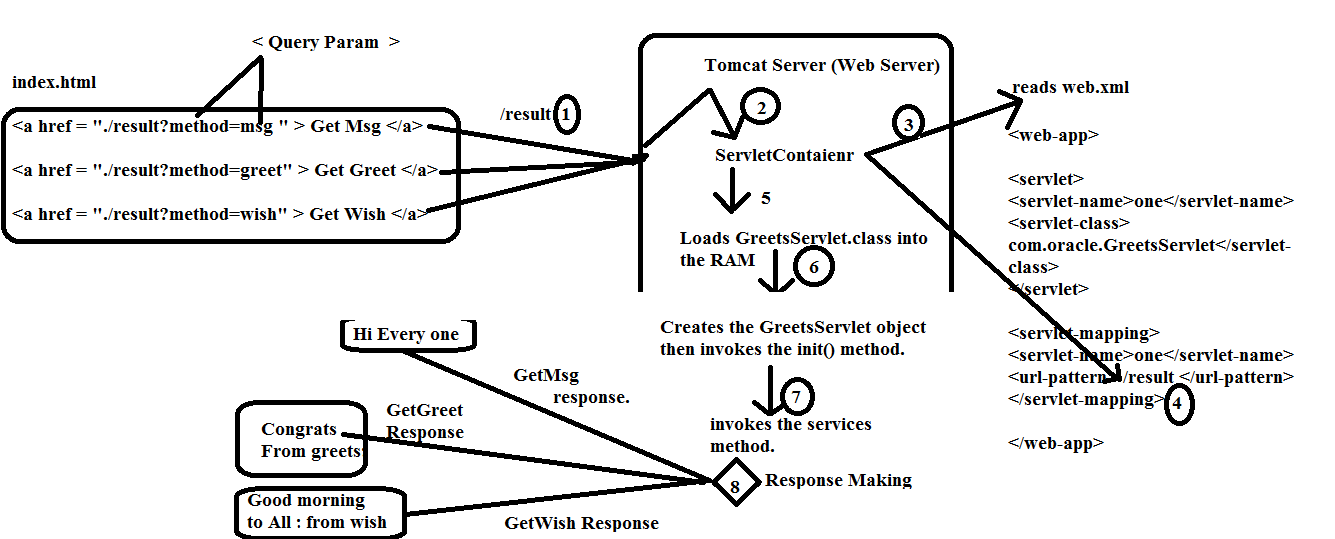 < Query Param >
index.html
<a href = "./result?method=msg " > Get Msg </a>
<a href = "./result?method=greet" > Get Greet </a>
<a href = "./result?method=wish" > Get Wish </a>
/result
1
Tomcat Server (Web Server)
2
ServletContaienr
5
Loads GreetsServlet.class into
the RAM
6
Creates the GreetsServlet object
then invokes the init() method.
7
invokes the services
method.
8
Response Making
3
reads web.xml
<web-app>
<servlet>
<servlet-name>one</servlet-name>
<servlet-class>
com.oracle.GreetsServlet</servlet-
class>
</servlet>
<servlet-mapping>
<servlet-name>one</servlet-name>
<url-pattern>/result </url-pattern>
</servlet-mapping>
4
</web-app>
Hi Every one
GetMsg
response.
Congrats
From greets
GetGreet
Response
Good morning
to All : from wish
GetWish Response